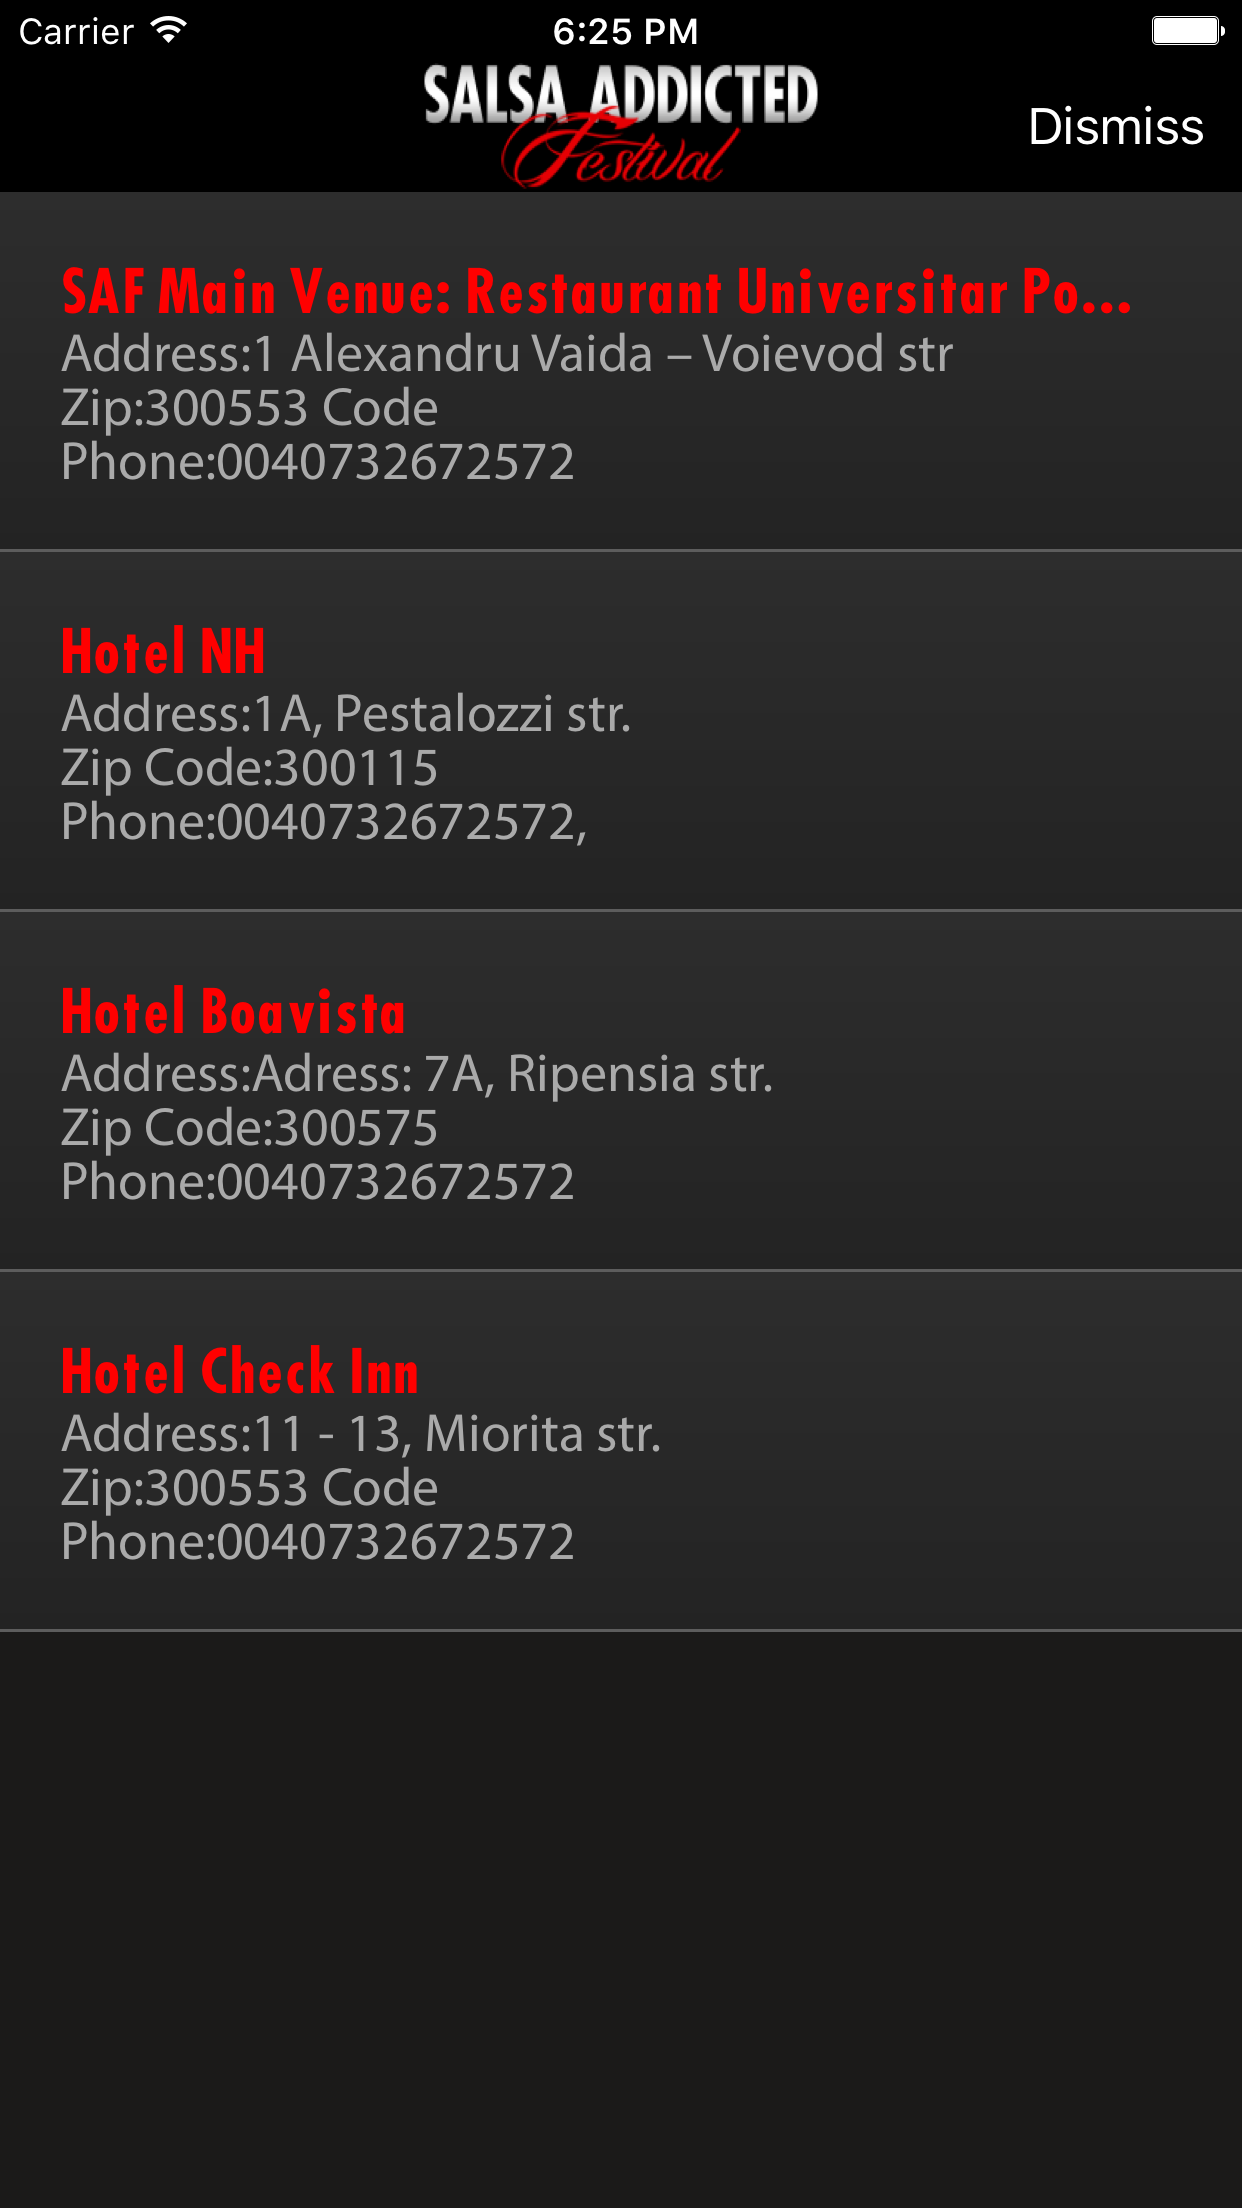 Carrier 6:25 PM
SALSA ADDICTED
Festival
Dismiss
SAF Main Venue: Restaurant Universitar Po...
Address:1 Alexandru Vaida – Voievod str
Zip:300553 Code
Phone:0040732672572
Hotel NH
Address:1A, Pestalozzi str.
Zip Code:300115
Phone:0040732672572,
Hotel Boavista
Address:Adress: 7A, Ripensia str.
Zip Code:300575
Phone:0040732672572
Hotel Check Inn
Address:11 - 13, Miorita str.
Zip:300553 Code
Phone:0040732672572